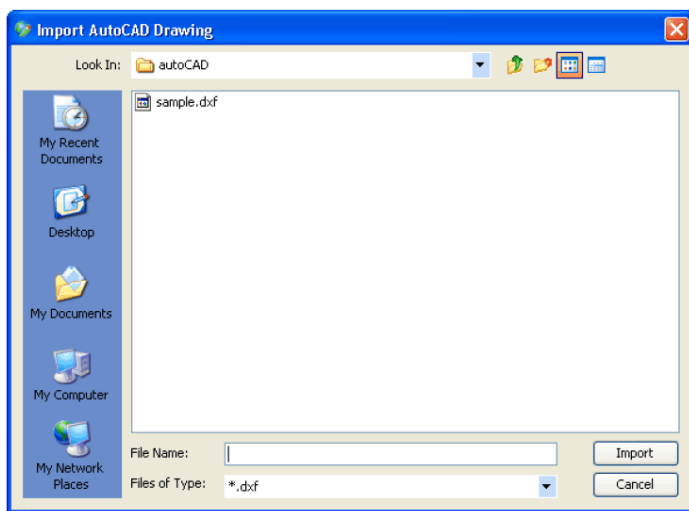 Import AutoCAD Drawing
Look In: autoCAD
sample.dxf
My Recent
Documents
Desktop
My Documents
My Computer
My Network
Places
File Name:
Import
Files of Type: *.dxf
Cancel